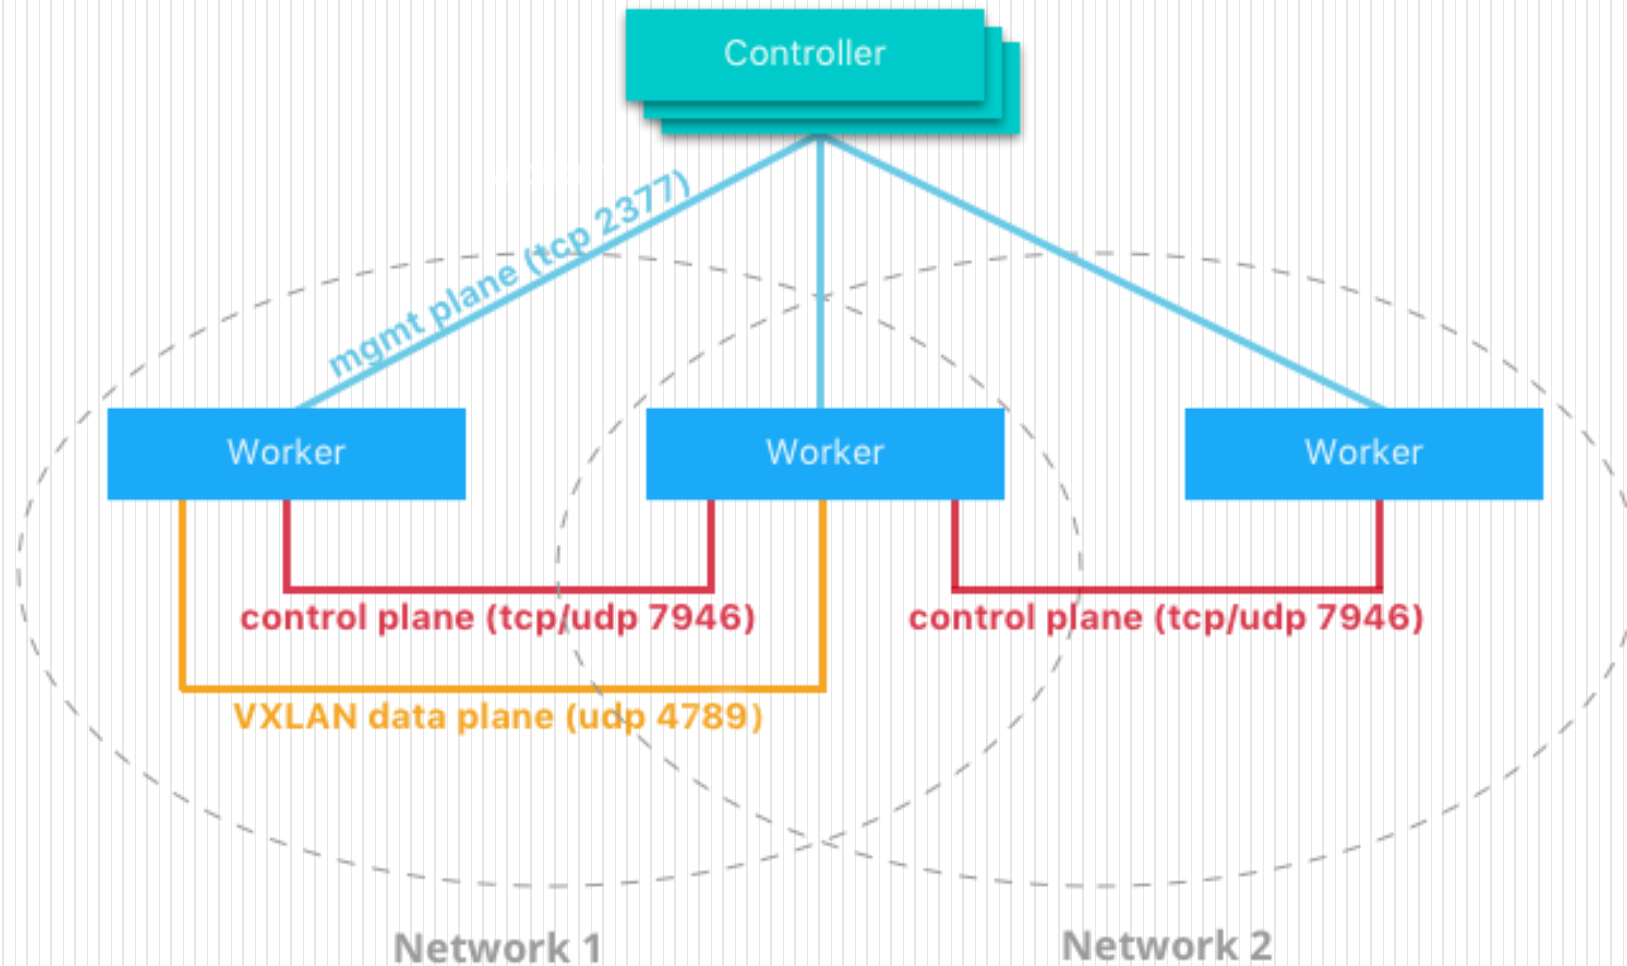 Controller
mgmt plane (tcp 2377)
Worker
Worker
Worker
control plane (tcp/udp 7946)
control plane (tcp/udp 7946)
VXLAN data plane (udp 4789)
Network 1
Network 2